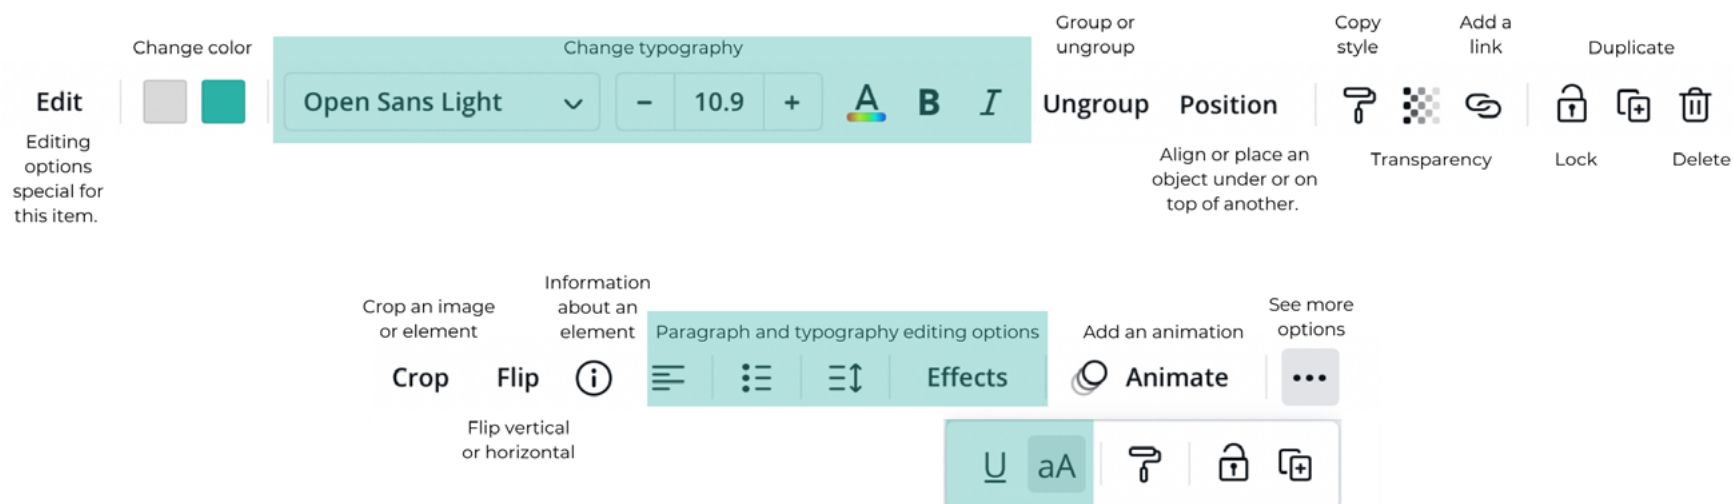 Group or
ungroup
Copy
style
Add a
link
Change color
Change typography
Duplicate
Edit
Open Sans Light
−
10.9
+
A
B
I
Ungroup
Position
Editing
options
special for
this item.
Align or place an
object under or on
top of another.
Transparency
Lock
Delete
Information
about an
element
Crop an image
or element
Paragraph and typography editing options
Add an animation
See more
options
Crop
Flip
i
Effects
Animate
...
Flip vertical
or horizontal
U
aA